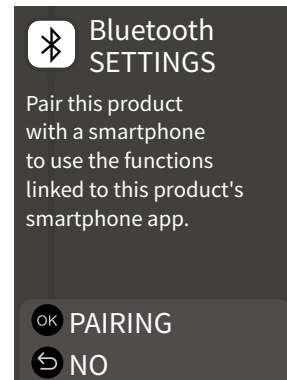 Bluetooth
SETTINGS
Pair this product
with a smartphone
to use the functions
linked to this product's
smartphone app.
OK PAIRING
NO